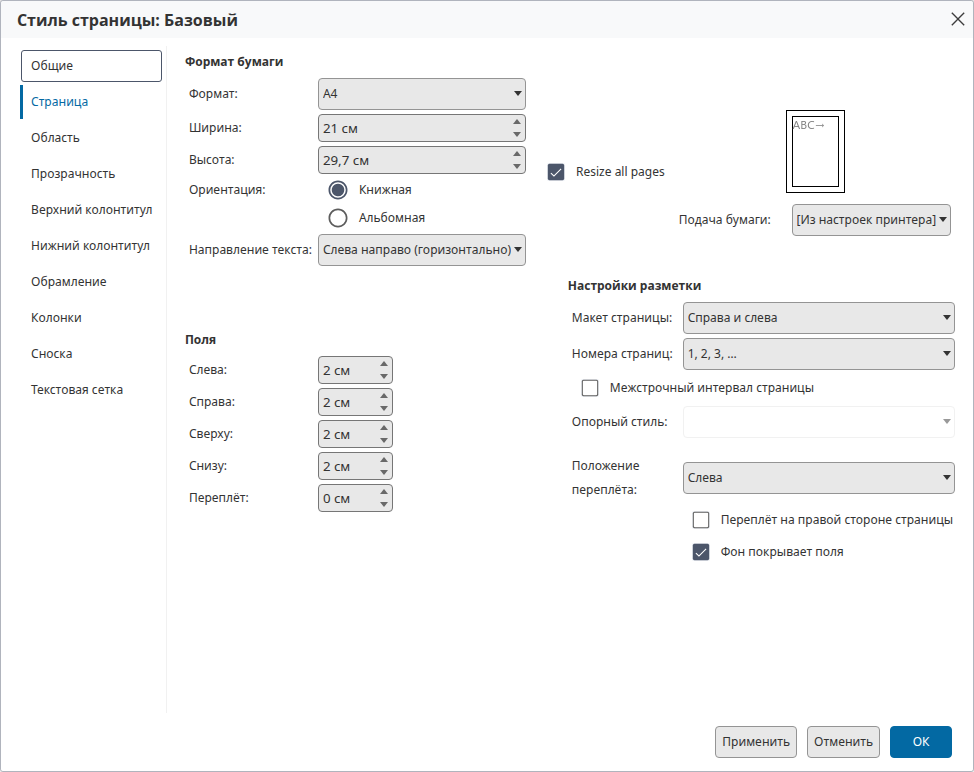 Стиль страницы: Базовый
Общие
Страница
Область
Прозрачность
Верхний колонтитул
Нижний колонтитул
Обрамление
Колонки
Сноска
Текстовая сетка
Формат бумаги
Формат: A4
Ширина: 21 см
Высота: 29,7 см
Ориентация: Книжная
Альбомная
Направление текста: Слева направо (горизонтально)
ABC→
Resize all pages
Подача бумаги: [Из настроек принтера]
Поля
Слева: 2 см
Справа: 2 см
Сверху: 2 см
Снизу: 2 см
Переплёт: 0 см
Настройки разметки
Макет страницы: Справа и слева
Номера страниц: 1, 2, 3, ...
Межстрочный интервал страницы
Опорный стиль:
Положение
переплёта: Слева
Переплёт на правой стороне страницы
Фон покрывает поля
Применить Отменить OK